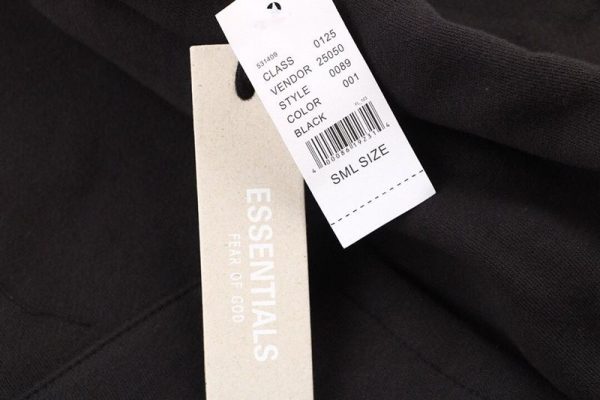 531409
CLASS 0125
VENDOR 25050
STYLE 0089
COLOR 001
BLACK
SML SIZE
ESSENTIALS
FEAR OF GOD